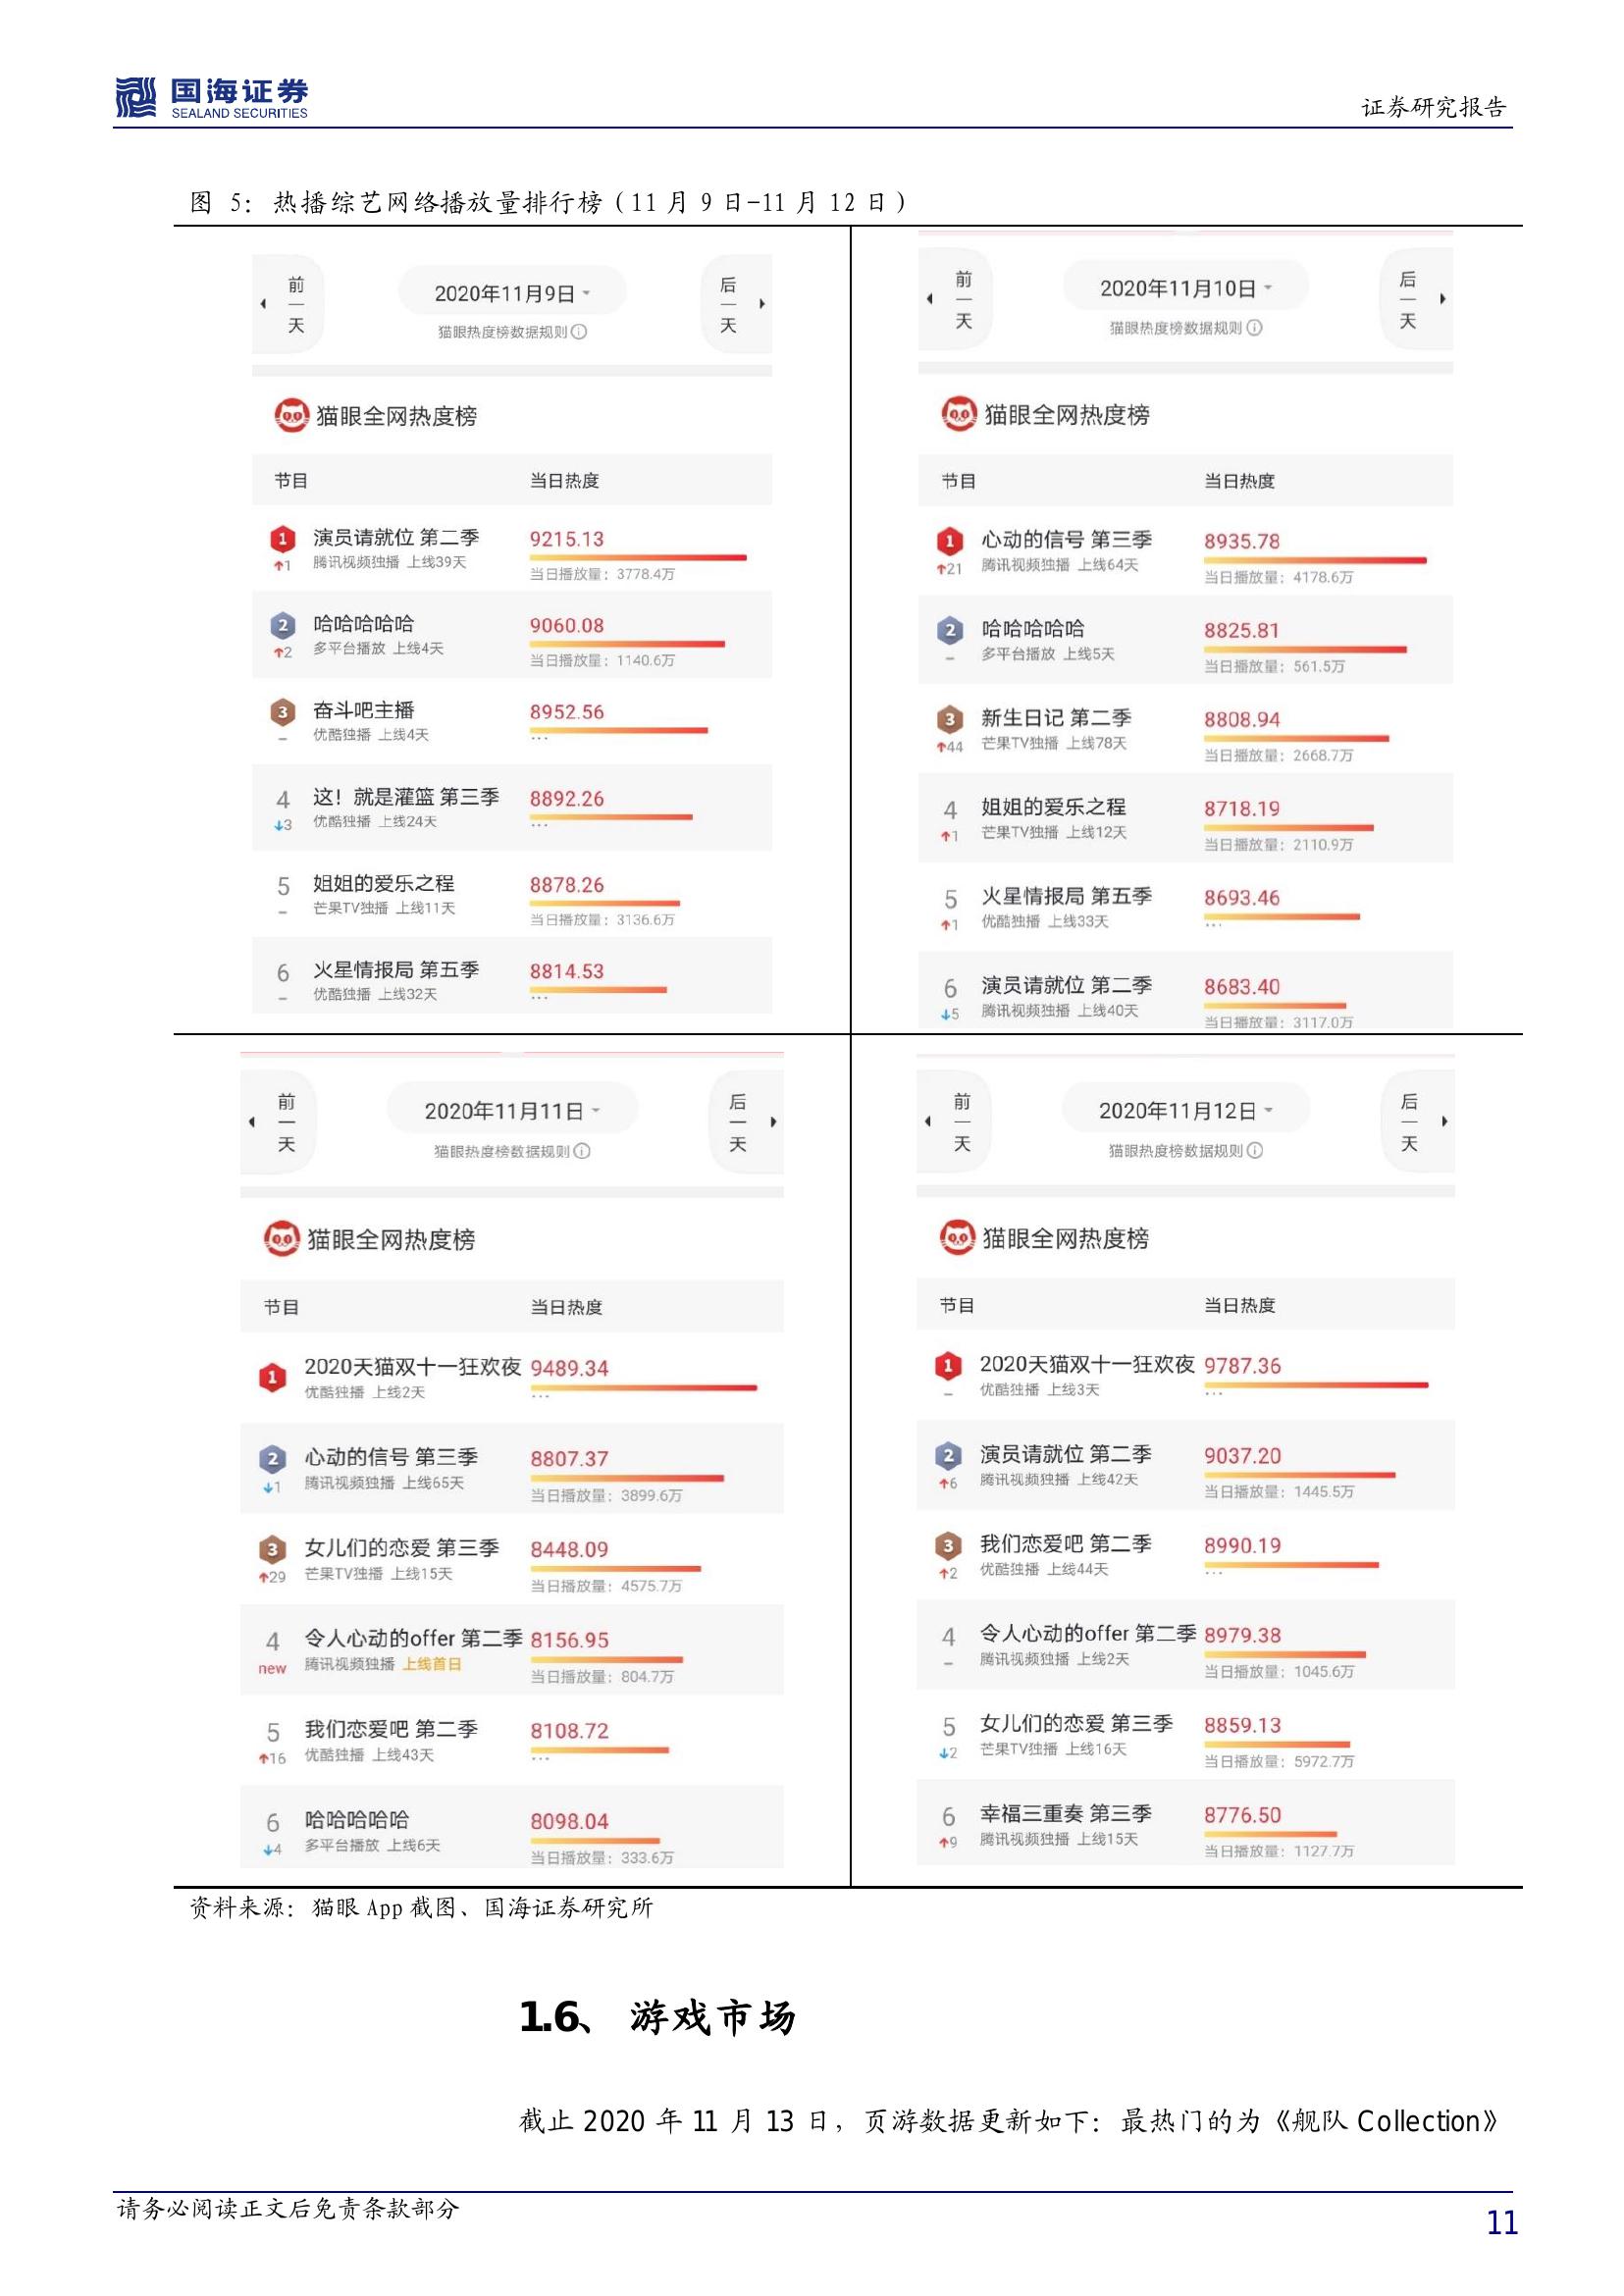 国海证券
SEALAND SECURITIES
证券研究报告
图 5：热播综艺网络播放量排行榜（11 月 9 日-11 月 12 日）
前一天
2020年11月9日
后一天
猫眼热度榜数据规则
猫眼全网热度榜
节目 当日热度
1 演员请就位 第二季 9215.13
↑1 腾讯视频独播 上线39天 当日播放量：3778.4万
2 哈哈哈哈哈 9060.08
↑2 多平台播放 上线4天 当日播放量：1140.6万
3 奋斗吧主播 8952.56
– 优酷独播 上线4天 ...
4 这！就是灌篮 第三季 8892.26
↓3 优酷独播 上线24天 ...
5 姐姐的爱乐之程 8878.26
– 芒果TV独播 上线11天 当日播放量：3136.6万
6 火星情报局 第五季 8814.53
– 优酷独播 上线32天 ...
前一天
2020年11月10日
后一天
猫眼热度榜数据规则
猫眼全网热度榜
节目 当日热度
1 心动的信号 第三季 8935.78
↑21 腾讯视频独播 上线64天 当日播放量：4178.6万
2 哈哈哈哈哈 8825.81
– 多平台播放 上线5天 当日播放量：561.5万
3 新生日记 第二季 8808.94
↑44 芒果TV独播 上线78天 当日播放量：2668.7万
4 姐姐的爱乐之程 8718.19
↑1 芒果TV独播 上线12天 当日播放量：2110.9万
5 火星情报局 第五季 8693.46
↑1 优酷独播 上线33天 ...
6 演员请就位 第二季 8683.40
↓5 腾讯视频独播 上线40天 当日播放量：3117.0万
前一天
2020年11月11日
后一天
猫眼热度榜数据规则
猫眼全网热度榜
节目 当日热度
1 2020天猫双十一狂欢夜 9489.34
优酷独播 上线2天 ...
2 心动的信号 第三季 8807.37
↓1 腾讯视频独播 上线65天 当日播放量：3899.6万
3 女儿们的恋爱 第三季 8448.09
↑29 芒果TV独播 上线15天 当日播放量：4575.7万
4 令人心动的offer 第二季 8156.95
new 腾讯视频独播 上线首日 当日播放量：804.7万
5 我们恋爱吧 第二季 8108.72
↑16 优酷独播 上线43天 ...
6 哈哈哈哈哈 8098.04
↓4 多平台播放 上线6天 当日播放量：333.6万
前一天
2020年11月12日
后一天
猫眼热度榜数据规则
猫眼全网热度榜
节目 当日热度
1 2020天猫双十一狂欢夜 9787.36
– 优酷独播 上线3天 ...
2 演员请就位 第二季 9037.20
↑6 腾讯视频独播 上线42天 当日播放量：1445.5万
3 我们恋爱吧 第二季 8990.19
↑2 优酷独播 上线44天 ...
4 令人心动的offer 第二季 8979.38
– 腾讯视频独播 上线2天 当日播放量：1045.6万
5 女儿们的恋爱 第三季 8859.13
↓2 芒果TV独播 上线16天 当日播放量：5972.7万
6 幸福三重奏 第三季 8776.50
↑9 腾讯视频独播 上线15天 当日播放量：1127.7万
资料来源：猫眼 App 截图、国海证券研究所
1.6、 游戏市场
截止 2020 年 11 月 13 日，页游数据更新如下：最热门的为《舰队 Collection》
请务必阅读正文后免责条款部分
11